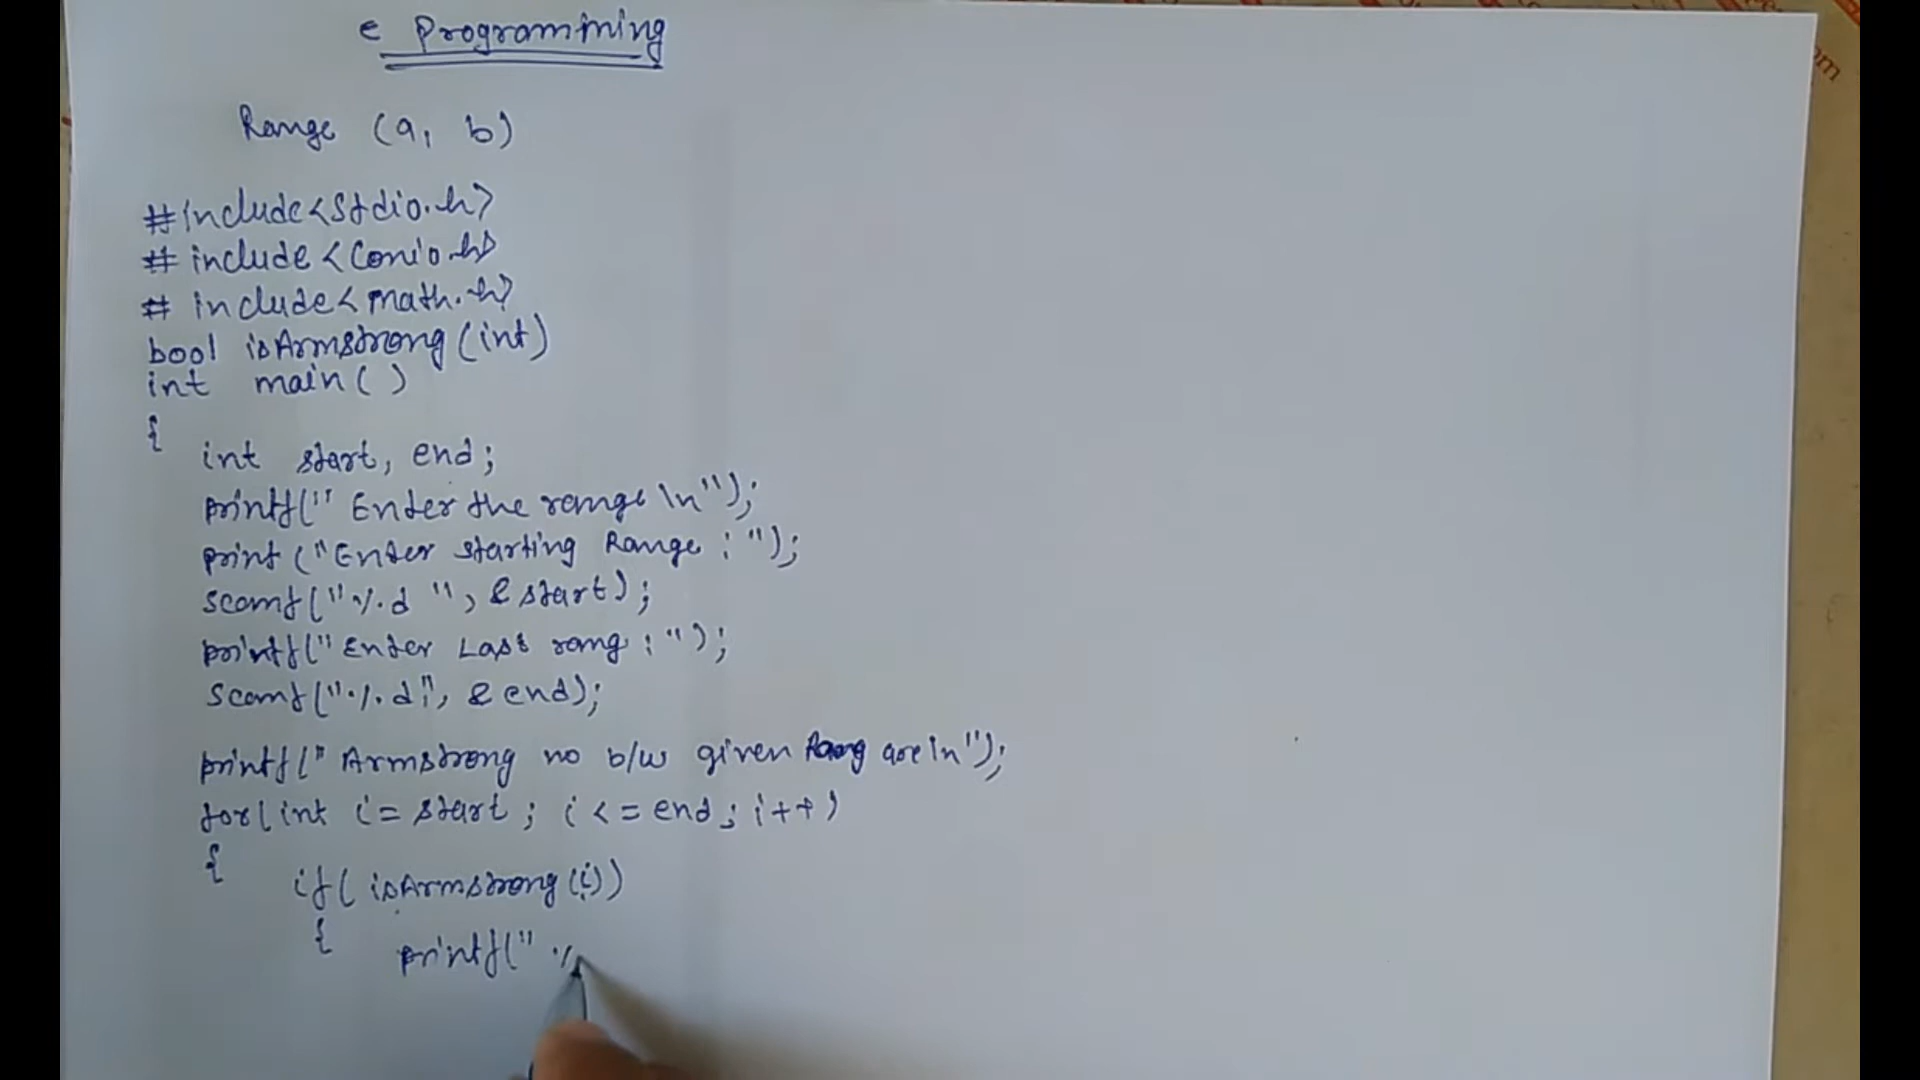 C Programming
Range (a, b)
#include<stdio.h>
# include <conio.h>
# include<math.h>
bool isArmstrong(int)
int main()
{
int start, end;
printf(" Enter the range \n");
print ("Enter starting Range : ");
scanf("%d ", & start);
printf("Enter Last rang : ");
scanf("%d", & end);
printf(" Armstrong no b/w given Rang are \n");
for(int i = start ; i <= end ; i++)
{
if( isArmstrong (i))
{
printf(" %
om